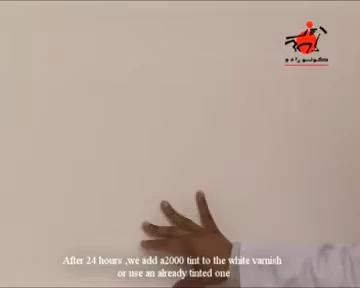 After 24 hours ,we add a2000 tint to the white varnish
or use an already tinted one